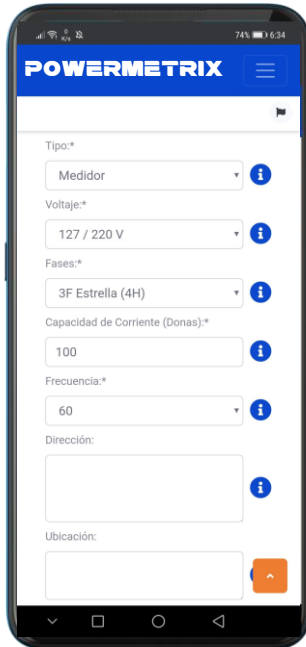 0
K/s
74% 6:34
POWERMETRIX
Tipo:*
Medidor
Voltaje:*
127 / 220 V
Fases:*
3F Estrella (4H)
Capacidad de Corriente (Donas):*
100
Frecuencia:*
60
Dirección:
Ubicación: